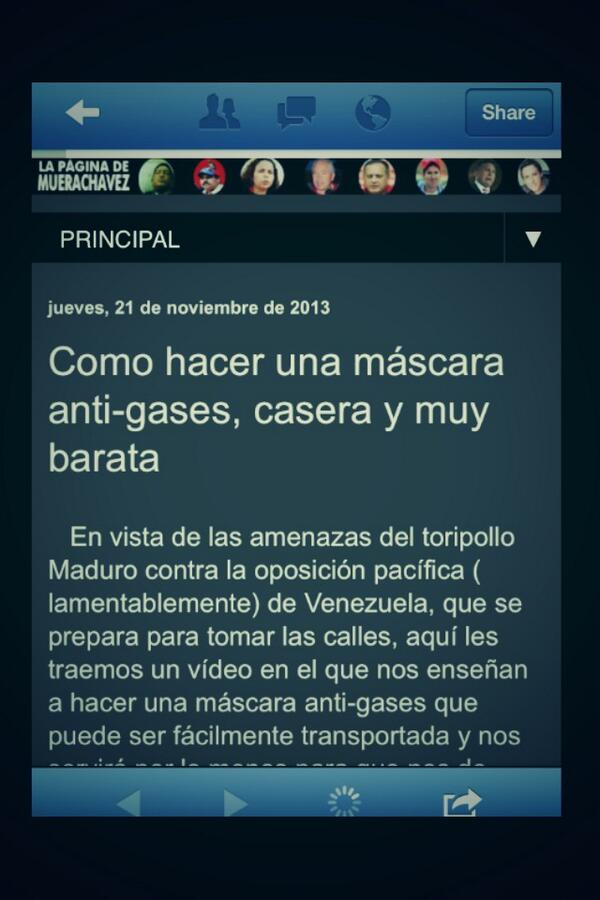 Share
LA PÁGINA DE
MUERACHAVEZ
PRINCIPAL
▼
jueves, 21 de noviembre de 2013
Como hacer una máscara
anti-gases, casera y muy
barata
En vista de las amenazas del toripollo
Maduro contra la oposición pacífica (
lamentablemente) de Venezuela, que se
prepara para tomar las calles, aquí les
traemos un vídeo en el que nos enseñan
a hacer una máscara anti-gases que
puede ser fácilmente transportada y nos